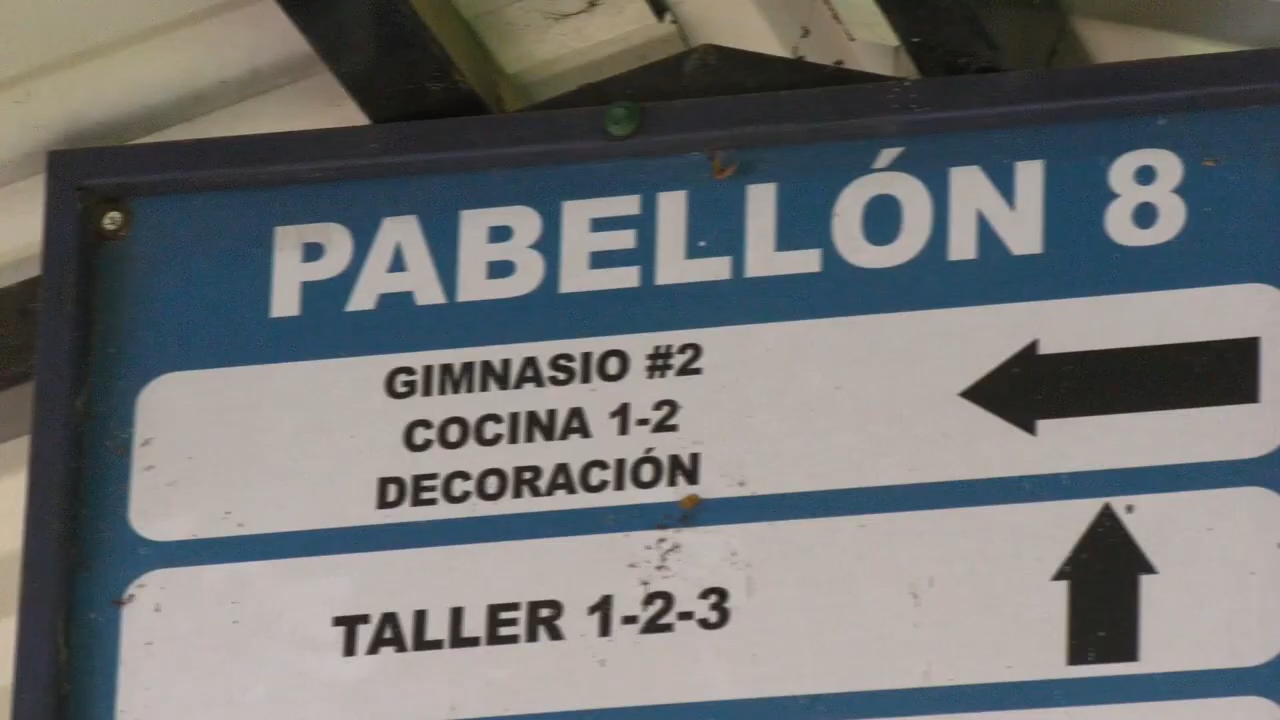 PABELLÓN 8
GIMNASIO #2
COCINA 1-2
DECORACIÓN
TALLER 1-2-3